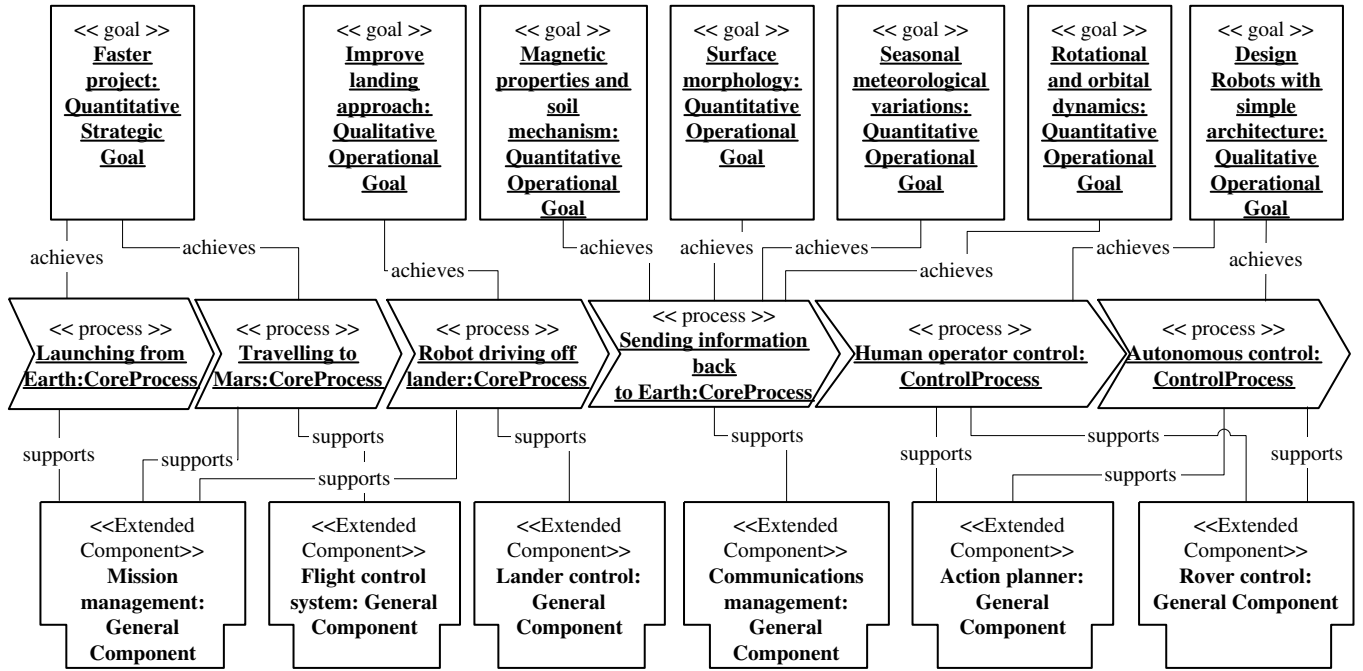 << goal >>
Faster
project:
Quantitative
Strategic
Goal
<< goal >>
Improve
landing
approach:
Qualitative
Operational
Goal
<< goal >>
Magnetic
properties and
soil
mechanism:
Quantitative
Operational
Goal
<< goal >>
Surface
morphology:
Quantitative
Operational
Goal
<< goal >>
Seasonal
meteorological
variations:
Quantitative
Operational
Goal
<< goal >>
Rotational
and orbital
dynamics:
Quantitative
Operational
Goal
<< goal >>
Design
Robots with
simple
architecture:
Qualitative
Operational
Goal
achieves
achieves
achieves
achieves
achieves
achieves
achieves
achieves
achieves
<< process >>
Launching from
Earth:CoreProcess
<< process >>
Travelling to
Mars:CoreProcess
<< process >>
Robot driving off
lander:CoreProcess
<< process >>
Sending information
back
to Earth:CoreProcess
<< process >>
Human operator control:
ControlProcess
<< process >>
Autonomous control:
ControlProcess
supports
supports
supports
supports
supports
supports
supports
supports
supports
supports
<<Extended
Component>>
Mission
management:
General
Component
<<Extended
Component>>
Flight control
system: General
Component
<<Extended
Component>>
Lander control:
General
Component
<<Extended
Component>>
Communications
management:
General
Component
<<Extended
Component>>
Action planner:
General
Component
<<Extended
Component>>
Rover control:
General Component